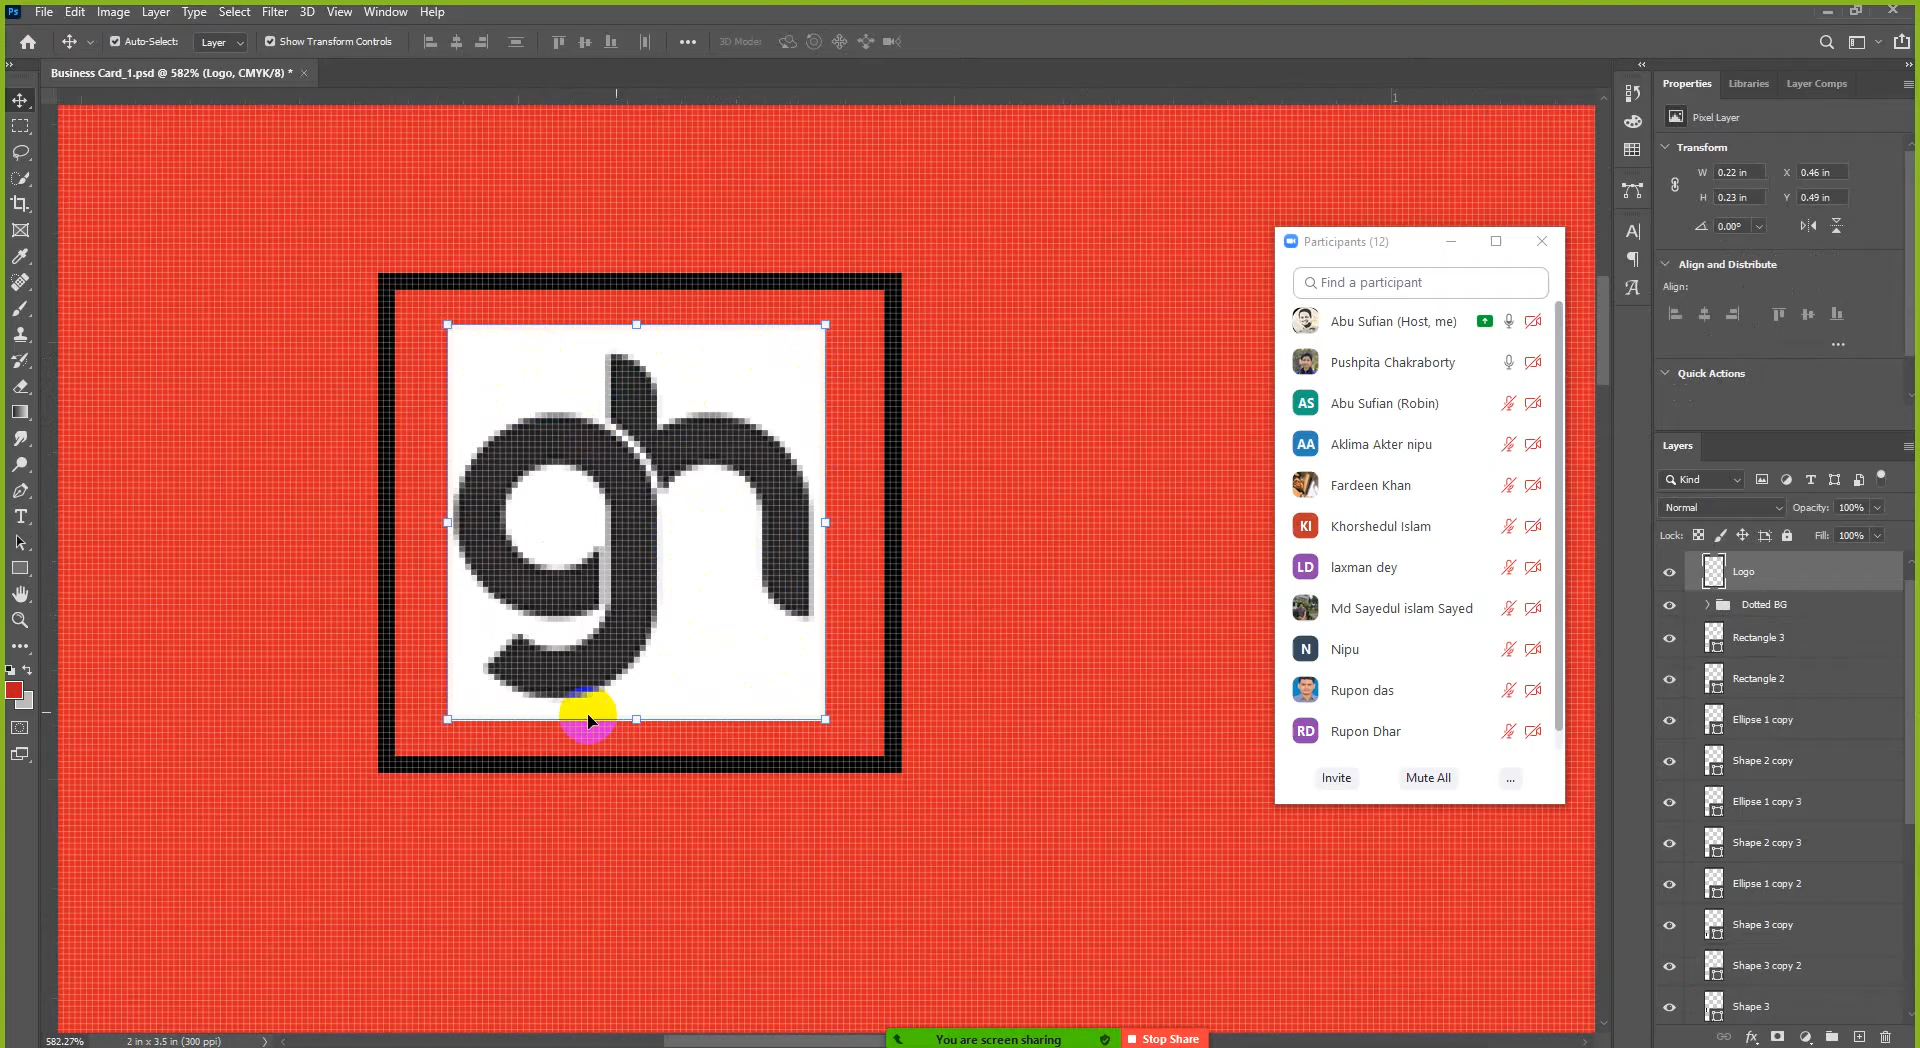 Ps File Edit Image Layer Type Select Filter 3D View Window Help
Auto-Select: Layer Show Transform Controls 3D Mode:
Business Card_1.psd @ 582% (Logo, CMYK/8) *
1
gh
Participants (12)
Find a participant
Abu Sufian (Host, me)
Pushpita Chakraborty
AS Abu Sufian (Robin)
AA Aklima Akter nipu
Fardeen Khan
KI Khorshedul Islam
LD laxman dey
Md Sayedul islam Sayed
N Nipu
Rupon das
RD Rupon Dhar
Invite Mute All ...
Properties Libraries Layer Comps
Pixel Layer
Transform
W 0.22 in X 0.46 in
H 0.23 in Y 0.49 in
0.00°
Align and Distribute
Align:
Quick Actions
Layers
Kind
Normal Opacity: 100%
Lock: Fill: 100%
Logo
Dotted BG
Rectangle 3
Rectangle 2
Ellipse 1 copy
Shape 2 copy
Ellipse 1 copy 3
Shape 2 copy 3
Ellipse 1 copy 2
Shape 3 copy
Shape 3 copy 2
Shape 3
582.27% 2 in x 3.5 in (300 ppi)
You are screen sharing Stop Share